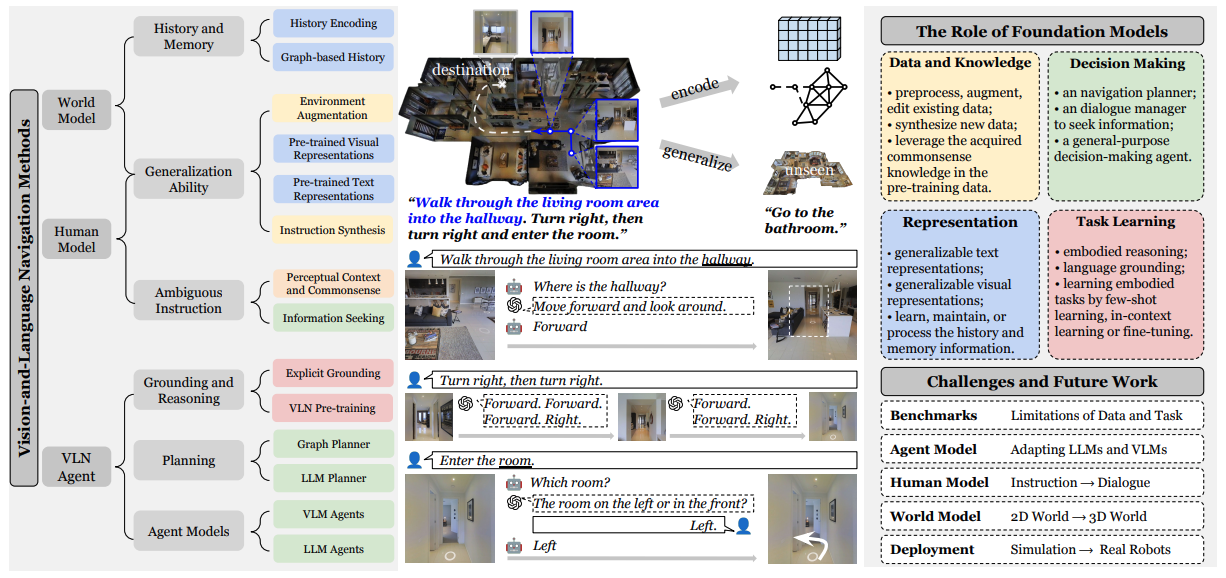 Vision-and-Language Navigation Methods
World
Model
Human
Model
VLN
Agent
History and
Memory
Generalization
Ability
Ambiguous
Instruction
Grounding and
Reasoning
Planning
Agent Models
History Encoding
Graph-based History
Environment
Augmentation
Pre-trained Visual
Representations
Pre-trained Text
Representations
Instruction Synthesis
Perceptual Context
and Commonsense
Information Seeking
Explicit Grounding
VLN Pre-training
Graph Planner
LLM Planner
VLM Agents
LLM Agents
destination
encode
generalize
unseen
“Walk through the living room area
into the hallway. Turn right, then
turn right and enter the room.”
“Go to the
bathroom.”
Walk through the living room area into the hallway.
Where is the hallway?
Move forward and look around.
Forward
Turn right, then turn right.
Forward. Forward.
Forward. Right.
Forward.
Forward. Right.
Enter the room.
Which room?
The room on the left or in the front?
Left.
Left
The Role of Foundation Models
Data and Knowledge
• preprocess, augment,
edit existing data;
• synthesize new data;
• leverage the acquired
commonsense
knowledge in the
pre-training data.
Decision Making
• an navigation planner;
• an dialogue manager
to seek information;
• a general-purpose
decision-making agent.
Representation
• generalizable text
representations;
• generalizable visual
representations;
• learn, maintain, or
process the history and
memory information.
Task Learning
• embodied reasoning;
• language grounding;
• learning embodied
tasks by few-shot
learning, in-context
learning or fine-tuning.
Challenges and Future Work
Benchmarks Limitations of Data and Task
Agent Model Adapting LLMs and VLMs
Human Model Instruction → Dialogue
World Model 2D World → 3D World
Deployment Simulation → Real Robots